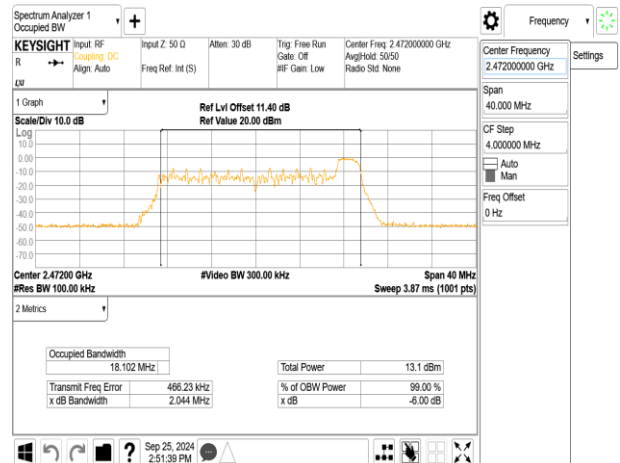 Spectrum Analyzer 1
Occupied BW
Frequency
KEYSIGHT
R
LXI
Input: RF
Coupling: DC
Align: Auto
Input Z: 50 Ω
Freq Ref: Int (S)
Atten: 30 dB
Trig: Free Run
Gate: Off
#IF Gain: Low
Center Freq: 2.472000000 GHz
Avg|Hold: 50/50
Radio Std: None
Center Frequency
2.472000000 GHz
Settings
Span
40.000 MHz
CF Step
4.000000 MHz
Auto
Man
Freq Offset
0 Hz
1 Graph
Scale/Div 10.0 dB
Ref Lvl Offset 11.40 dB
Ref Value 20.00 dBm
Log
10.0
0.00
-10.0
-20.0
-30.0
-40.0
-50.0
-60.0
-70.0
Center 2.47200 GHz
#Res BW 100.00 kHz
#Video BW 300.00 kHz
Span 40 MHz
Sweep 3.87 ms (1001 pts)
2 Metrics
Occupied Bandwidth
18.102 MHz
Transmit Freq Error 466.23 kHz
x dB Bandwidth 2.044 MHz
Total Power 13.1 dBm
% of OBW Power 99.00 %
x dB -6.00 dB
?
Sep 25, 2024
2:51:39 PM